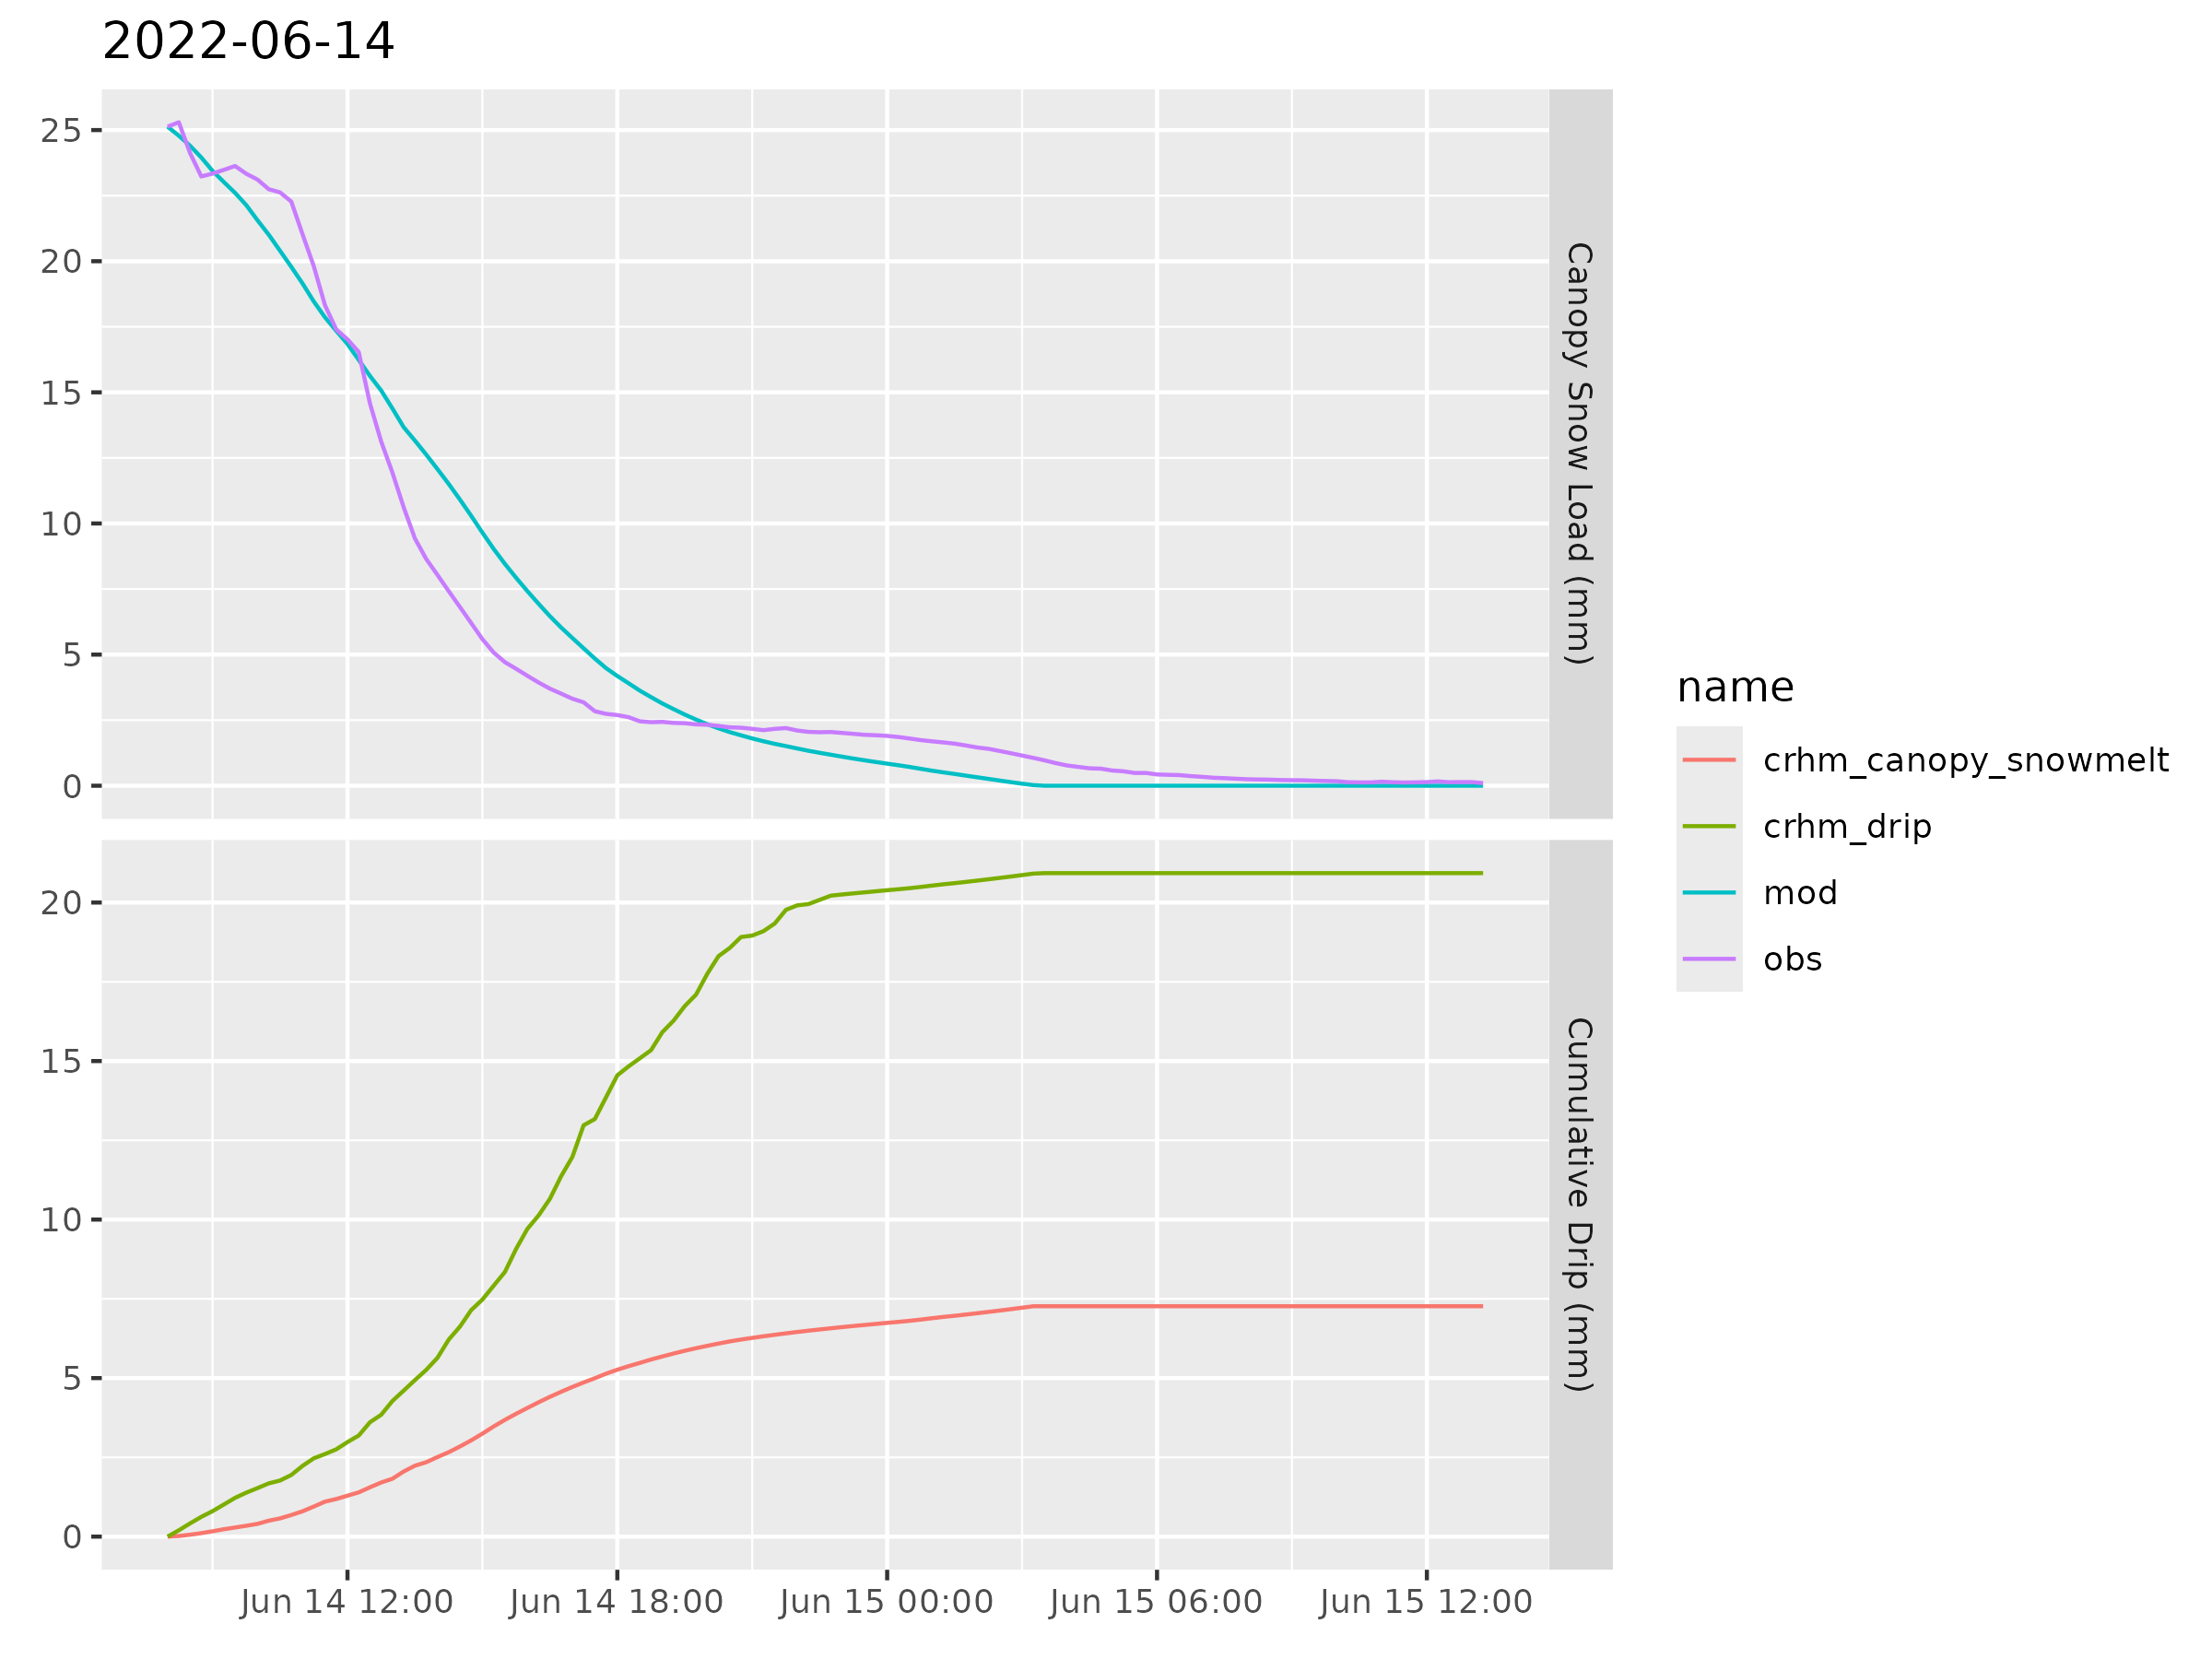 2022-06-14
25
20
15
10
5
0
Canopy Snow Load (mm)
20
15
10
5
0
Cumulative Drip (mm)
Jun 14 12:00
Jun 14 18:00
Jun 15 00:00
Jun 15 06:00
Jun 15 12:00
name
crhm_canopy_snowmelt
crhm_drip
mod
obs